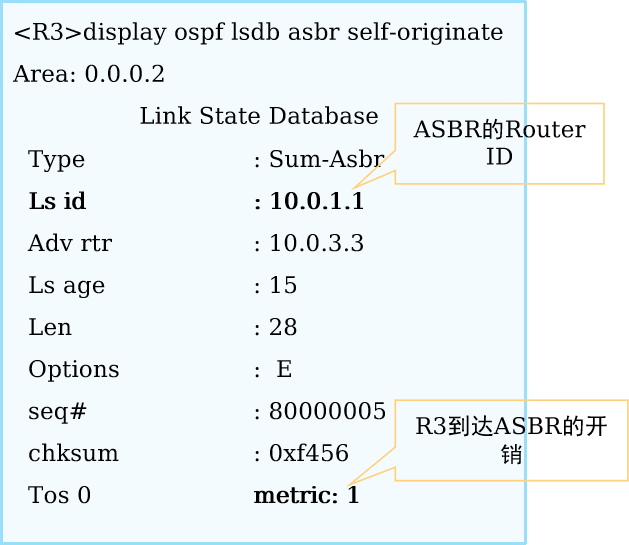 <R3>display ospf lsdb asbr self-originate
Area: 0.0.0.2
Link State Database
ASBR的Router
ID
Type : Sum-Asbr
Ls id : 10.0.1.1
Adv rtr : 10.0.3.3
Ls age : 15
Len : 28
Options : E
seq# : 80000005
R3到达ASBR的开
销
chksum : 0xf456
Tos 0 metric: 1